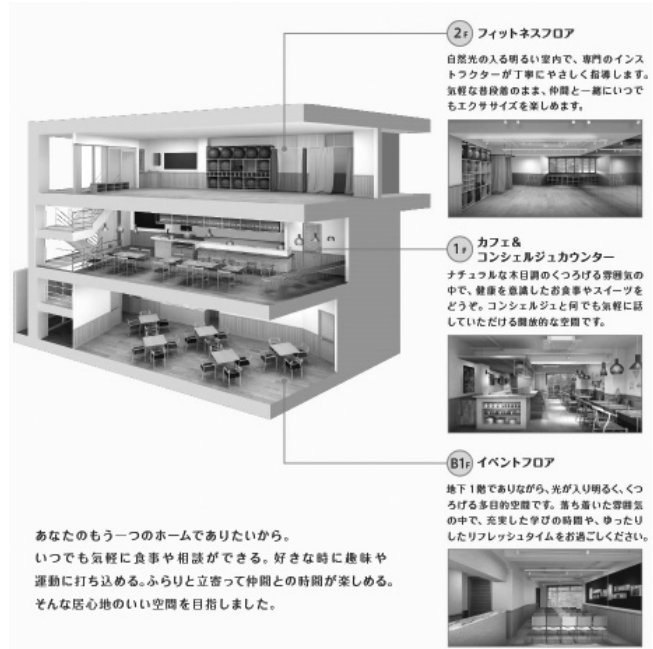 2F フィットネスフロア
自然光の入る明るい室内で、専門のインス
トラクターが丁寧にやさしく指導します。
気軽な普段着のまま、仲間と一緒にいつで
もエクササイズを楽しめます。
1F カフェ&
コンシェルジュカウンター
ナチュラルな木目調のくつろげる雰囲気の
中で、健康を意識したお食事やスイーツを
どうぞ。コンシェルジュと何でも気軽に話
していただける開放的な空間です。
B1F イベントフロア
地下1階でありながら、光が入り明るく、くつ
ろげる多目的空間です。落ち着いた雰囲気
の中で、充実した学びの時間や、ゆったり
したリフレッシュタイムをお過ごしください。
あなたのもう一つのホームでありたいから。
いつでも気軽に食事や相談ができる。好きな時に趣味や
運動に打ち込める。ふらりと立寄って仲間との時間が楽しめる。
そんな居心地のいい空間を目指しました。